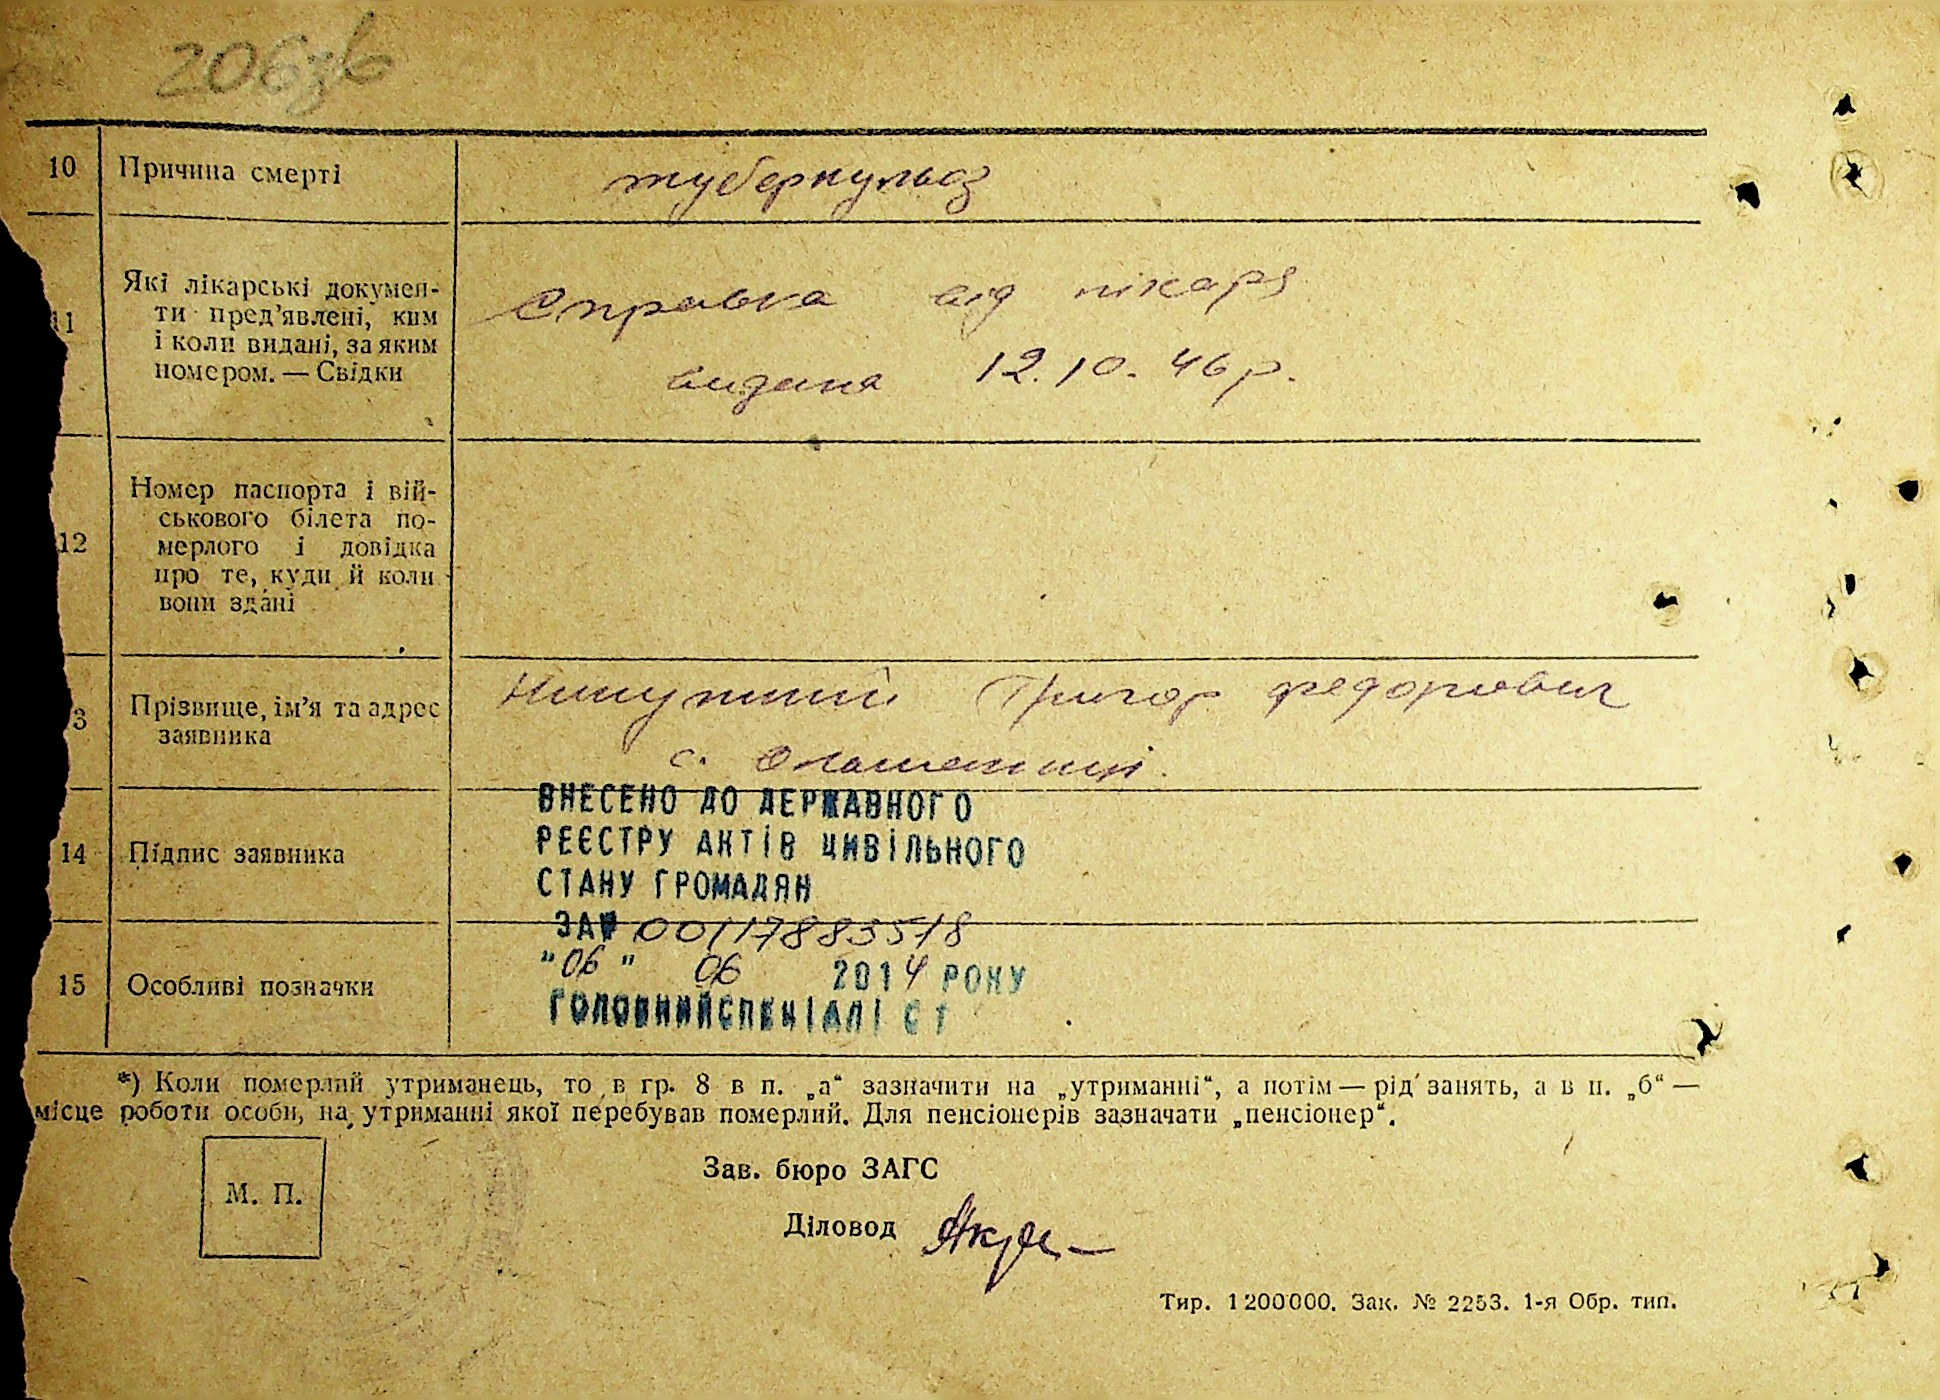 10 Причина смерті туберкульоз
11 Які лікарські докумен-
ти пред’явлені, ким
і коли видані, за яким
номером. — Свідки
Справка від лікаря
видана 12.10.46 р.
12 Номер паспорта і вій-
ськового білета по-
мерлого і довідка
про те, куди й коли
вони здані
3 Прізвище, ім’я та адрес
заявника
Григор Федорович
с.
14 Підпис заявника
15 Особливі позначки
ВНЕСЕНО ДО ДЕРЖАВНОГО
РЕЄСТРУ АКТІВ ЦИВІЛЬНОГО
СТАНУ ГРОМАДЯН
ЗА№ 00117883518
"06" 06 2014 РОКУ
ГОЛОВНИЙ СПЕЦІАЛІСТ
*) Коли померлий утриманець, то в гр. 8 в п. „а“ зазначити на „утриманні“, а потім — рід занять, а в п. „б“ —
місце роботи особи, на утриманні якої перебував померлий. Для пенсіонерів зазначати „пенсіонер“.
М. П.
Зав. бюро ЗАГС
Діловод
Тир. 1200000. Зак. № 2253. 1-я Обр. тип.